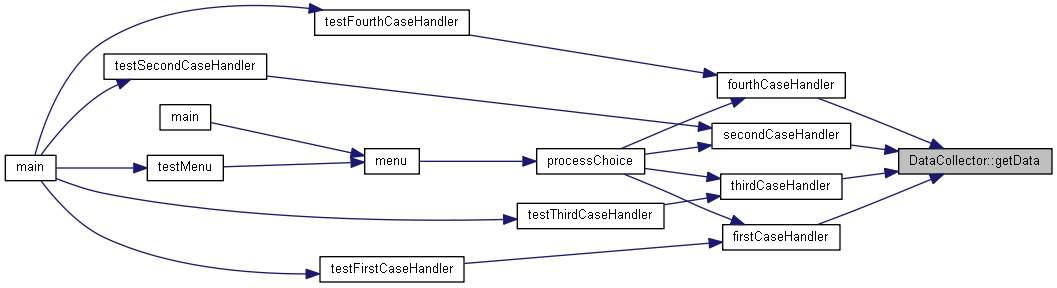 testFourthCaseHandler
testSecondCaseHandler
fourthCaseHandler
main
secondCaseHandler
main
testMenu
menu
processChoice
DataCollector::getData
thirdCaseHandler
testThirdCaseHandler
firstCaseHandler
testFirstCaseHandler